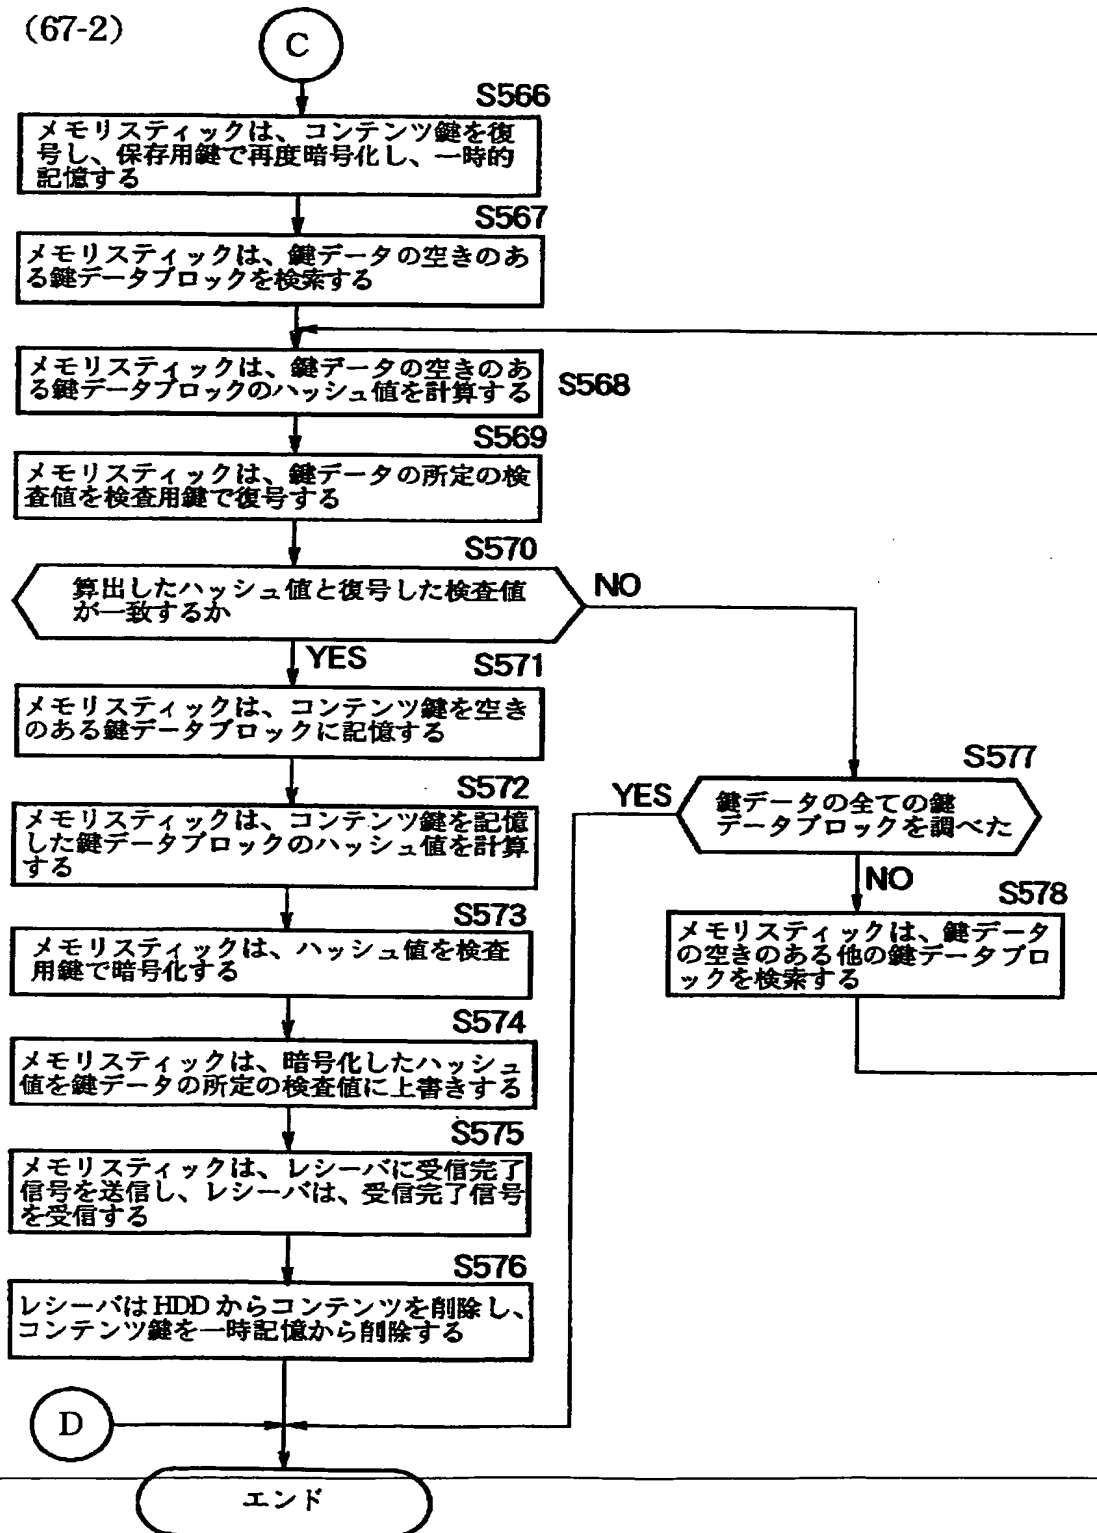 (67-2)
C
S566
メモリスティックは、コンテンツ鍵を復
号し、保存用鍵で再度暗号化し、一時的
記憶する
S567
メモリスティックは、鍵データの空きのあ
る鍵データブロックを検索する
メモリスティックは、鍵データの空きのあ
る鍵データブロックのハッシュ値を計算する
S568
S569
メモリスティックは、鍵データの所定の検
査値を検査用鍵で復号する
S570
算出したハッシュ値と復号した検査値
が一致するか
NO
YES
S571
メモリスティックは、コンテンツ鍵を空き
のある鍵データブロックに記憶する
S572
メモリスティックは、コンテンツ鍵を記憶
した鍵データブロックのハッシュ値を計算
する
S573
メモリスティックは、ハッシュ値を検査
用鍵で暗号化する
S574
メモリスティックは、暗号化したハッシュ
値を鍵データの所定の検査値に上書きする
S575
メモリスティックは、レシーバに受信完了
信号を送信し、レシーバは、受信完了信号
を受信する
S576
レシーバはHDDからコンテンツを削除し、
コンテンツ鍵を一時記憶から削除する
S577
YES
鍵データの全ての鍵
データブロックを調べた
NO
S578
メモリスティックは、鍵データ
の空きのある他の鍵データブロ
ックを検索する
D
エンド